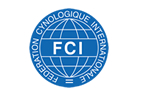 FEDERATION CYNOLOGIQUE INTERNATIONALE
FCI